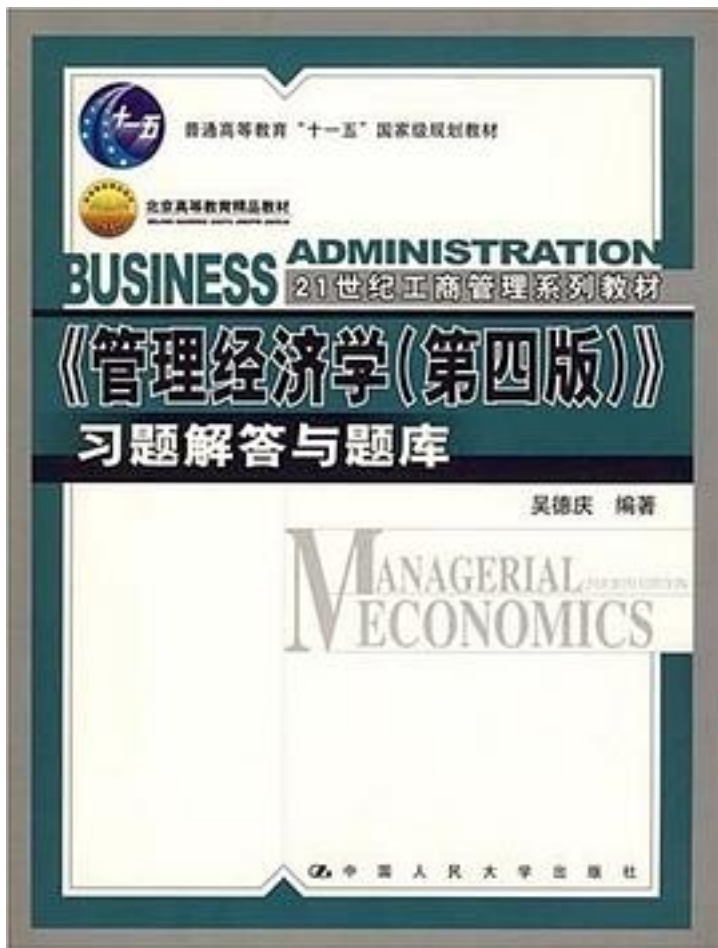 十一五
普通高等教育“十一五”国家级规划教材
北京高等教育精品教材
BUSINESS ADMINISTRATION
21世纪工商管理系列教材
《管理经济学(第四版)》
习题解答与题库
吴德庆 编著
MANAGERIAL
FOURTH EDITION
ECONOMICS
中国人民大学出版社